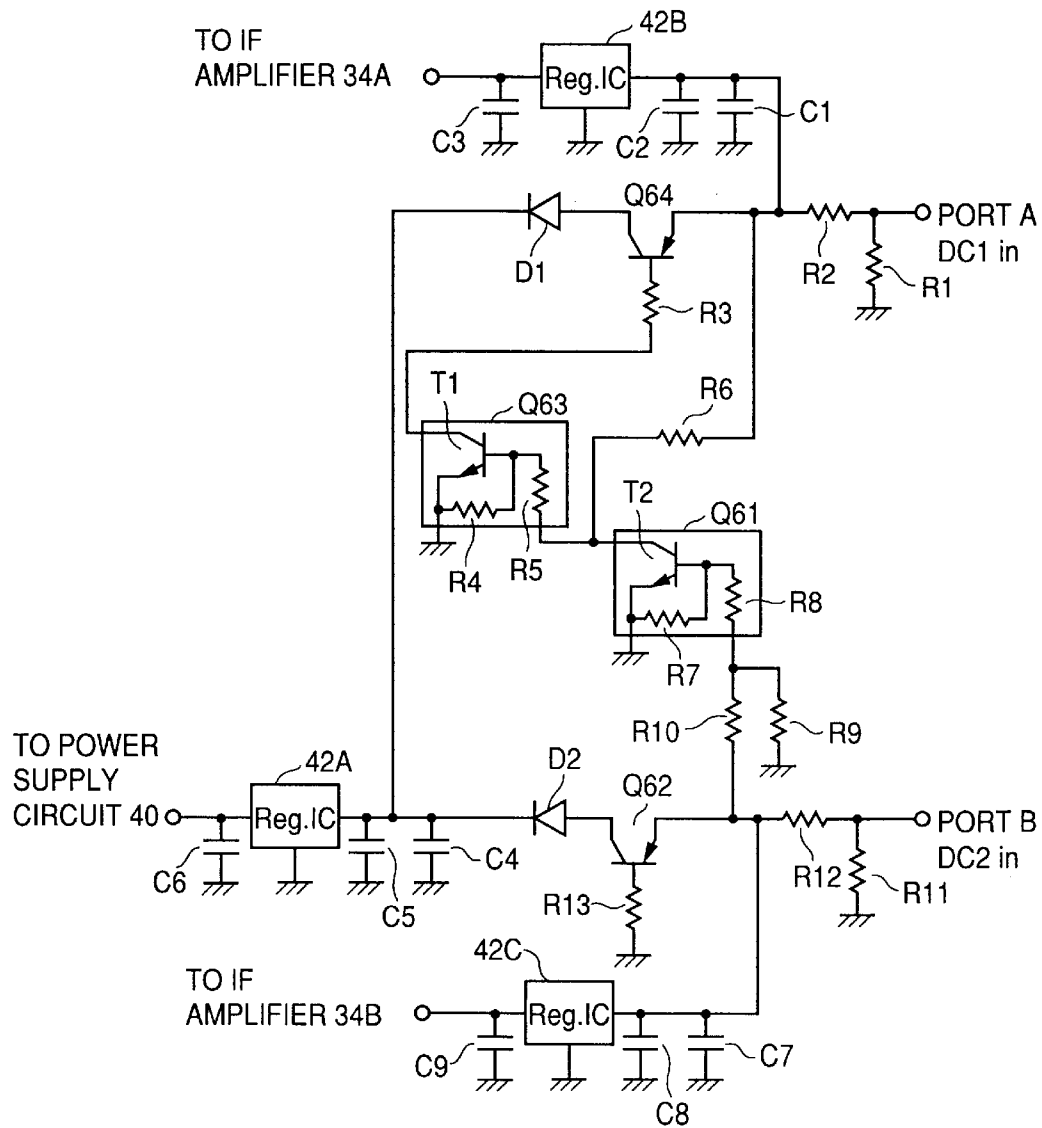 TO IF
AMPLIFIER 34A
42B
Reg.IC
C3
C2
C1
D1
Q64
R2
PORT A
DC1 in
R1
R3
T1
Q63
R6
R4
R5
T2
Q61
R8
R7
R10
R9
TO POWER
SUPPLY
CIRCUIT 40
42A
Reg.IC
C6
C5
C4
D2
Q62
R12
PORT B
DC2 in
R11
R13
TO IF
AMPLIFIER 34B
42C
Reg.IC
C9
C8
C7